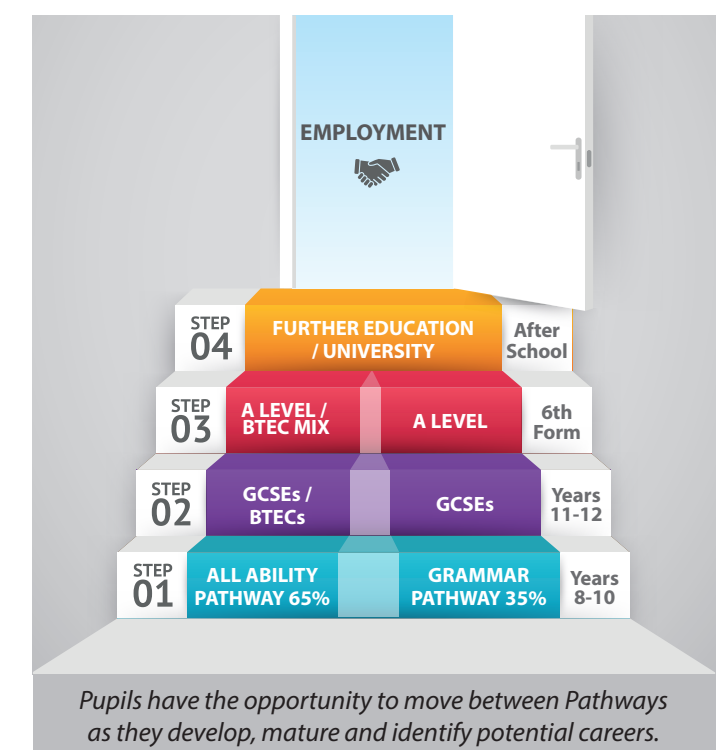 EMPLOYMENT
STEP
04
FURTHER EDUCATION
/ UNIVERSITY
After
School
STEP
03
A LEVEL /
BTEC MIX
A LEVEL
6th
Form
STEP
02
GCSEs /
BTECs
GCSEs
Years
11-12
STEP
01
ALL ABILITY
PATHWAY 65%
GRAMMAR
PATHWAY 35%
Years
8-10
Pupils have the opportunity to move between Pathways
as they develop, mature and identify potential careers.